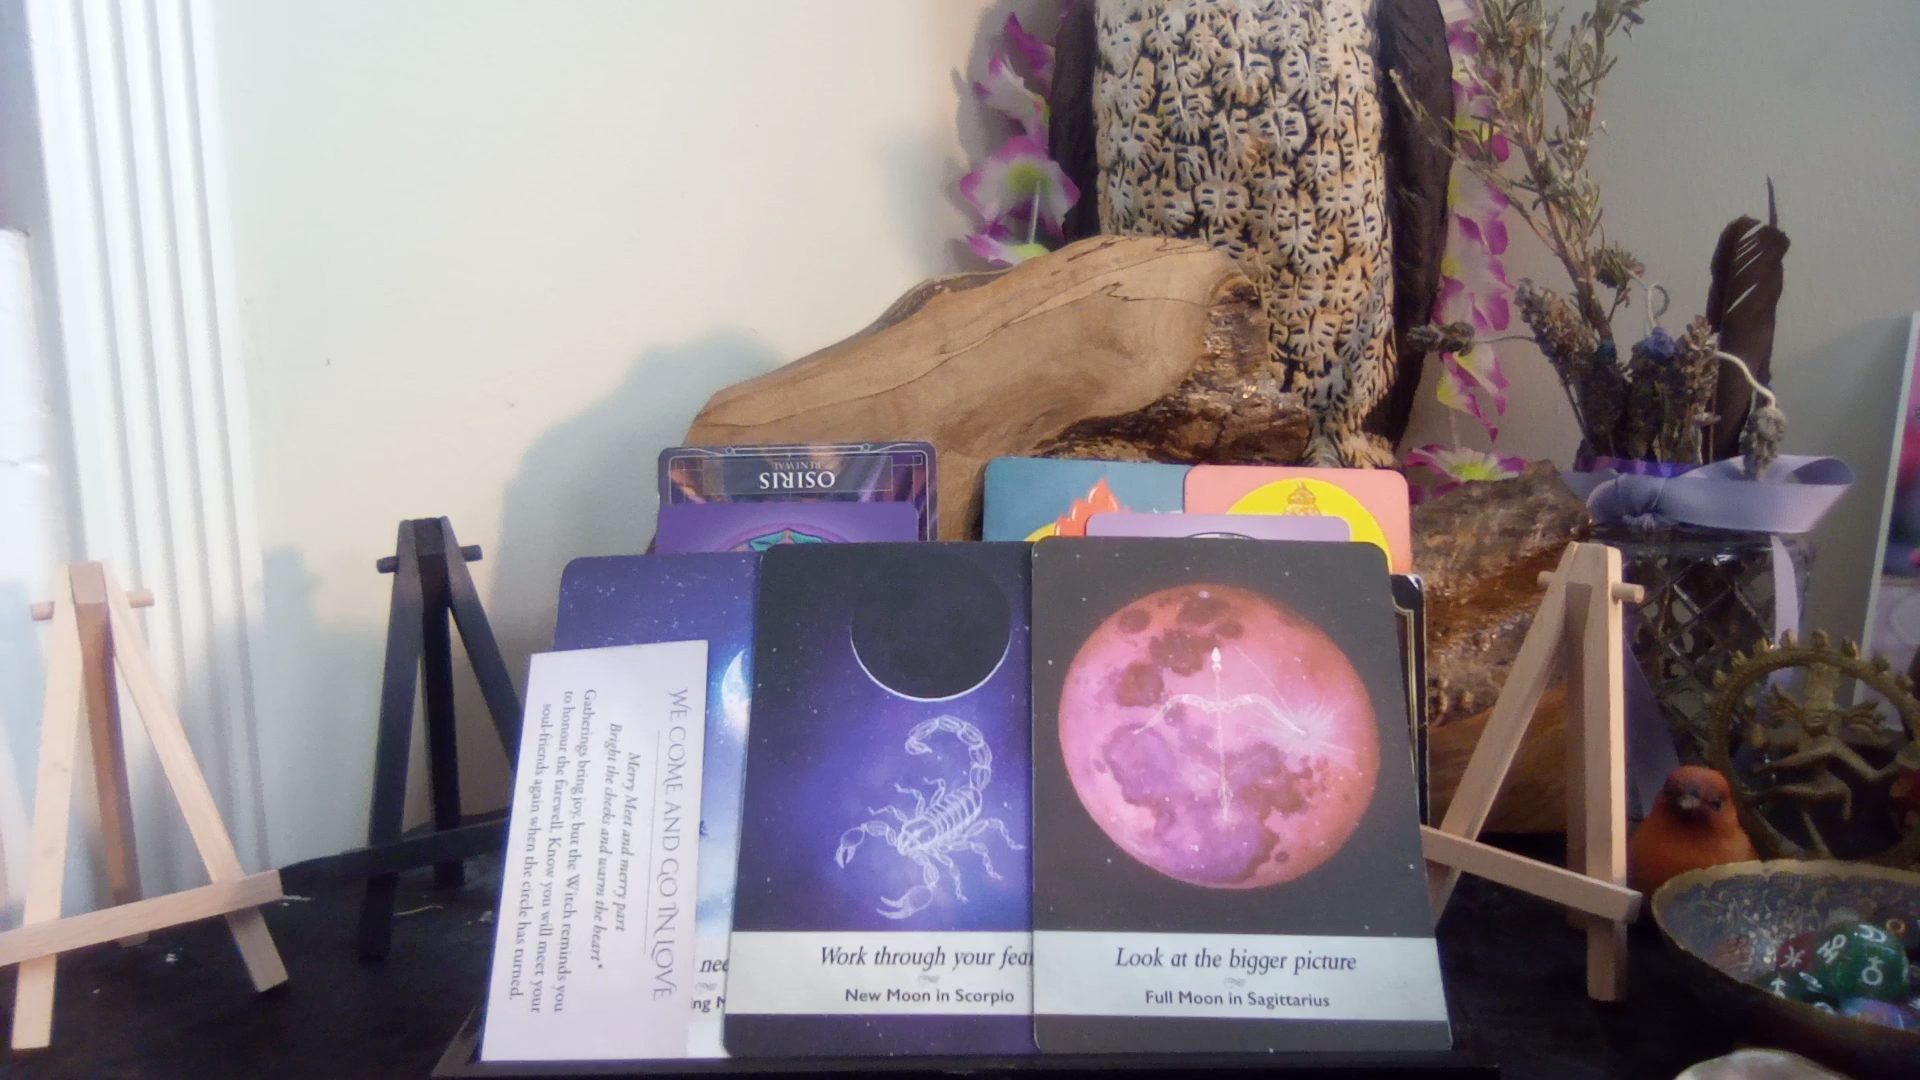 OSIRIS
RENEWAL
WE COME AND GO IN LOVE
Merry Meet and merry part
Bright the cheeks and warm the heart*
Gatherings bring joy, but the Witch reminds you
to honour the farewell. Know you will meet your
soul-friends again when the circle has turned.
nee
ng M
Work through your fear
New Moon in Scorpio
Look at the bigger picture
Full Moon in Sagittarius